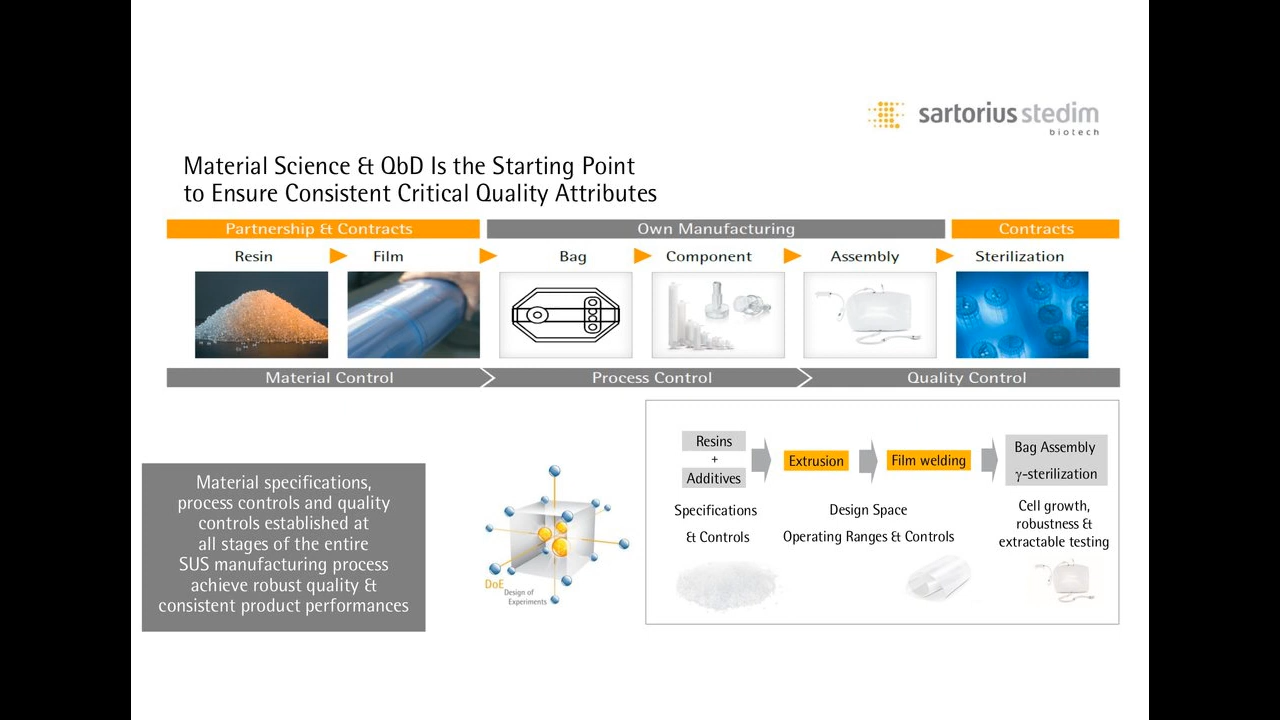 sartorius stedim
biotech
Material Science & QbD Is the Starting Point
to Ensure Consistent Critical Quality Attributes
Partnership & Contracts
Own Manufacturing
Contracts
Resin
Film
Bag
Component
Assembly
Sterilization
Material Control
Process Control
Quality Control
Material specifications,
process controls and quality
controls established at
all stages of the entire
SUS manufacturing process
achieve robust quality &
consistent product performances
DoE
Design of
Experiments
Resins
+
Additives
Extrusion
Film welding
Bag Assembly
γ-sterilization
Specifications
& Controls
Design Space
Operating Ranges & Controls
Cell growth,
robustness &
extractable testing